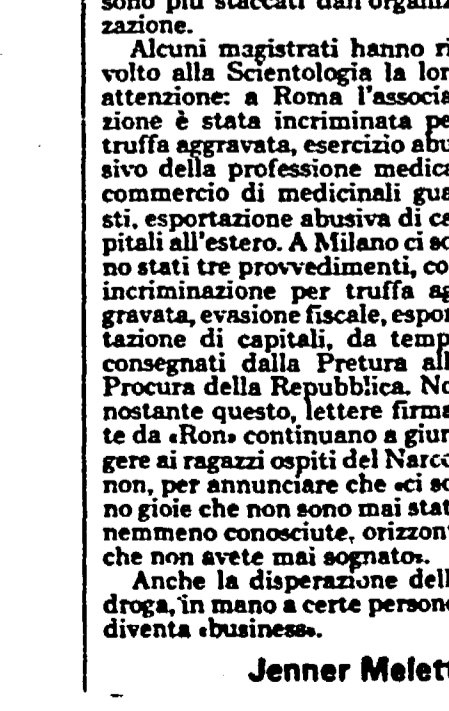 sono più staccati dall'organiz
zazione.
Alcuni magistrati hanno ri
volto alla Scientologia la lor
attenzione: a Roma l'associa
zione è stata incriminata pe
truffa aggravata, esercizio abu
sivo della professione medica
commercio di medicinali gua
sti, esportazione abusiva di ca
pitali all'estero. A Milano ci so
no stati tre provvedimenti, co
incriminazione per truffa ag
gravata, evasione fiscale, espor
tazione di capitali, da temp
consegnati dalla Pretura all
Procura della Repubblica. No
nostante questo, lettere firma
te da «Ron» continuano a giun
gere ai ragazzi ospiti del Narco
non, per annunciare che «ci so
no gioie che non sono mai stat
nemmeno conosciute, orizzont
che non avete mai sognato».
Anche la disperazione dell
droga, in mano a certe persone
diventa «business».
Jenner Melett